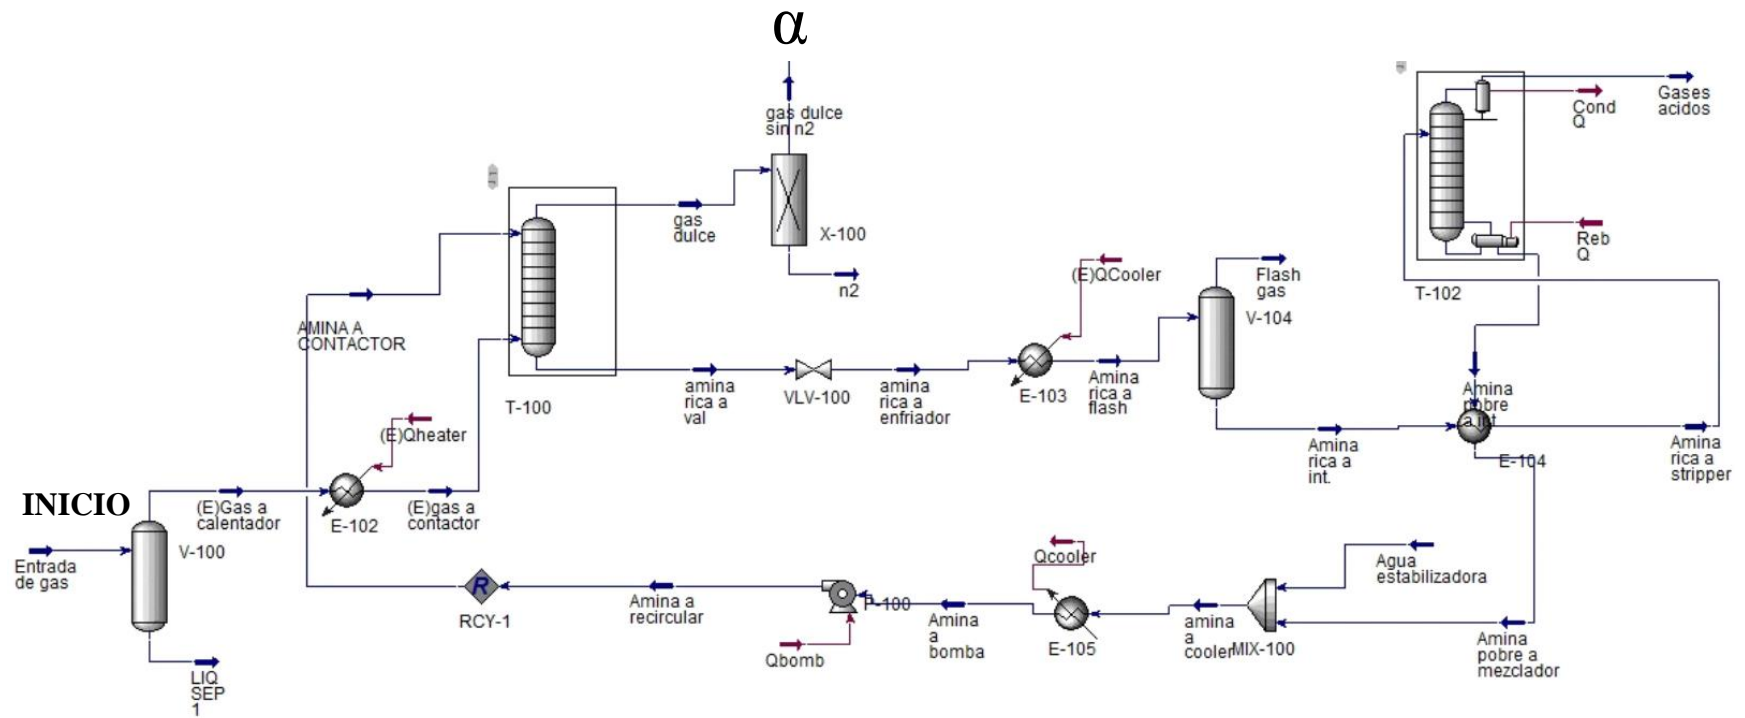 α
gas dulce
sin n2
X-100
n2
gas
dulce
Gases
acidos
Cond
Q
Reb
Q
T-102
AMINA A
CONTACTOR
T-100
amina
rica a
val
VLV-100
amina
rica a
enfriador
(E)QCooler
E-103
Amina
rica a
flash
Flash
gas
V-104
Amina
rica a
int.
Amina
pobre
a int
E-104
Amina
rica a
stripper
(E)Qheater
INICIO
(E)Gas a
calentador
E-102
(E)gas a
contactor
Entrada
de gas
V-100
LIQ
SEP
1
R
RCY-1
Amina a
recircular
P-100
Qbomb
Amina
a
bomba
Qcooler
E-105
amina
a
cooler
MIX-100
Agua
estabilizadora
Amina
pobre a
mezclador